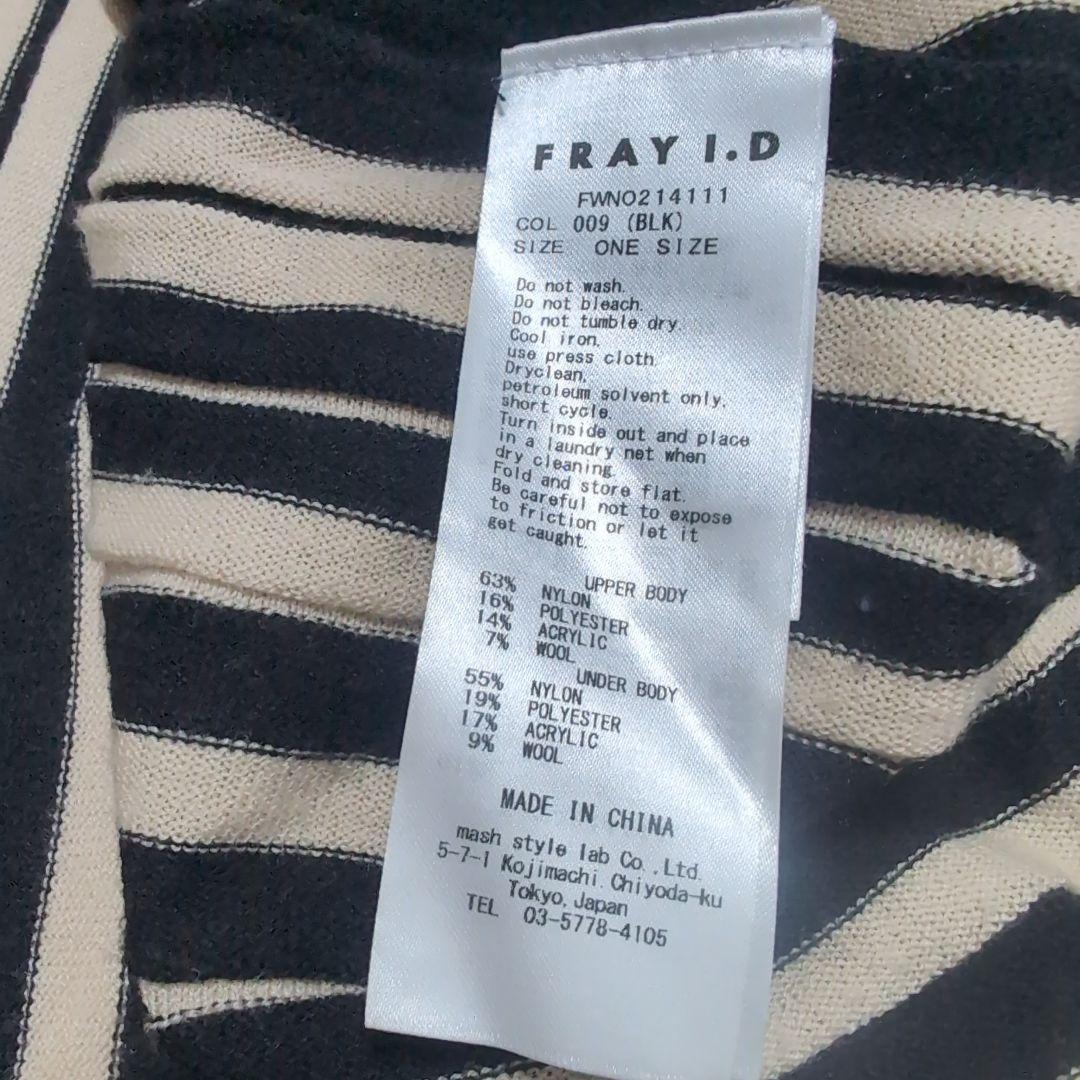 FRAY I.D
FWNO214111
COL 009 (BLK)
SIZE ONE SIZE
Do not wash.
Do not bleach.
Do not tumble dry.
Cool iron.
use press cloth.
Dryclean.
petroleum solvent only.
short cycle.
Turn inside out and place
in a laundry net when
dry cleaning.
Fold and store flat.
Be careful not to expose
to friction or let it
get caught.
UPPER BODY
63% NYLON
16% POLYESTER
14% ACRYLIC
7% WOOL
UNDER BODY
55% NYLON
19% POLYESTER
17% ACRYLIC
9% WOOL
MADE IN CHINA
mash style lab Co.,Ltd.
5-7-1 Kojimachi.Chiyoda-ku
Tokyo,Japan
TEL 03-5778-4105